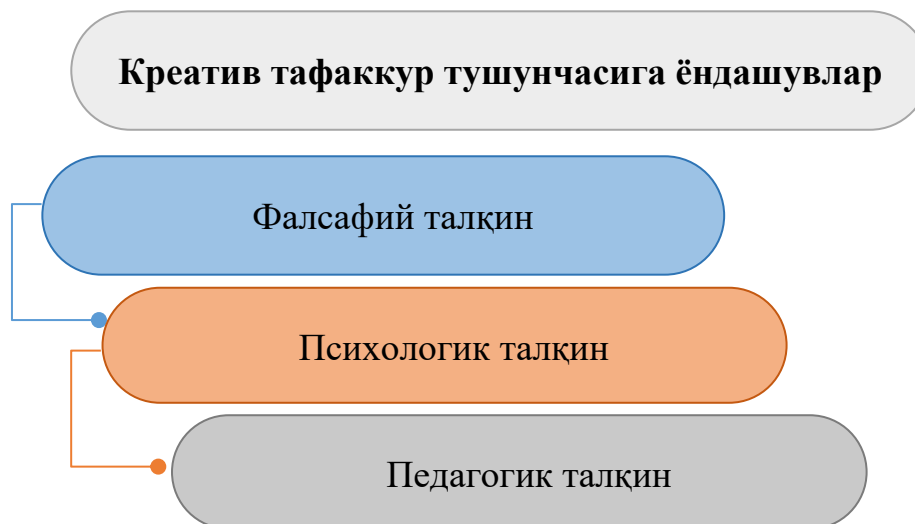 Креатив тафаккур тушунчасига ёндашувлар
Фалсафий талқин
Психологик талқин
Педагогик талқин